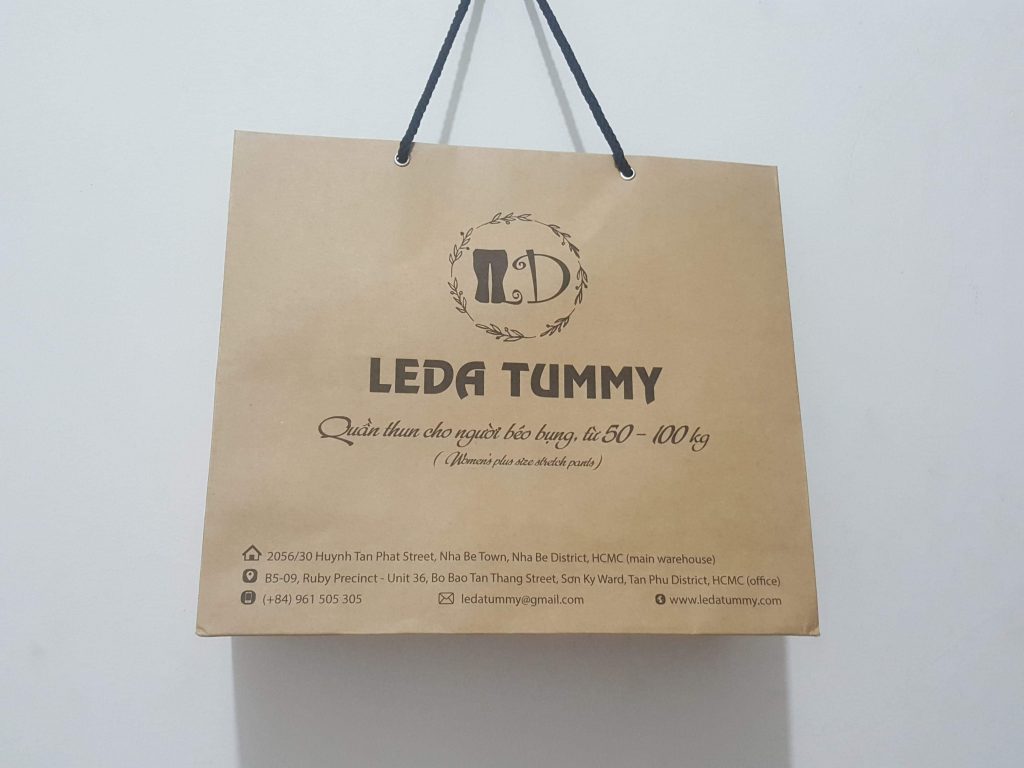 LD
LEDA TUMMY
Quần thun cho người béo bụng, từ 50 - 100 kg
( Women's plus size stretch pants )
2056/30 Huynh Tan Phat Street, Nha Be Town, Nha Be District, HCMC (main warehouse)
B5-09, Ruby Precinct - Unit 36, Bo Bao Tan Thang Street, Sơn Ky Ward, Tan Phu District, HCMC (office)
(+84) 961 505 305 ledatummy@gmail.com www.ledatummy.com